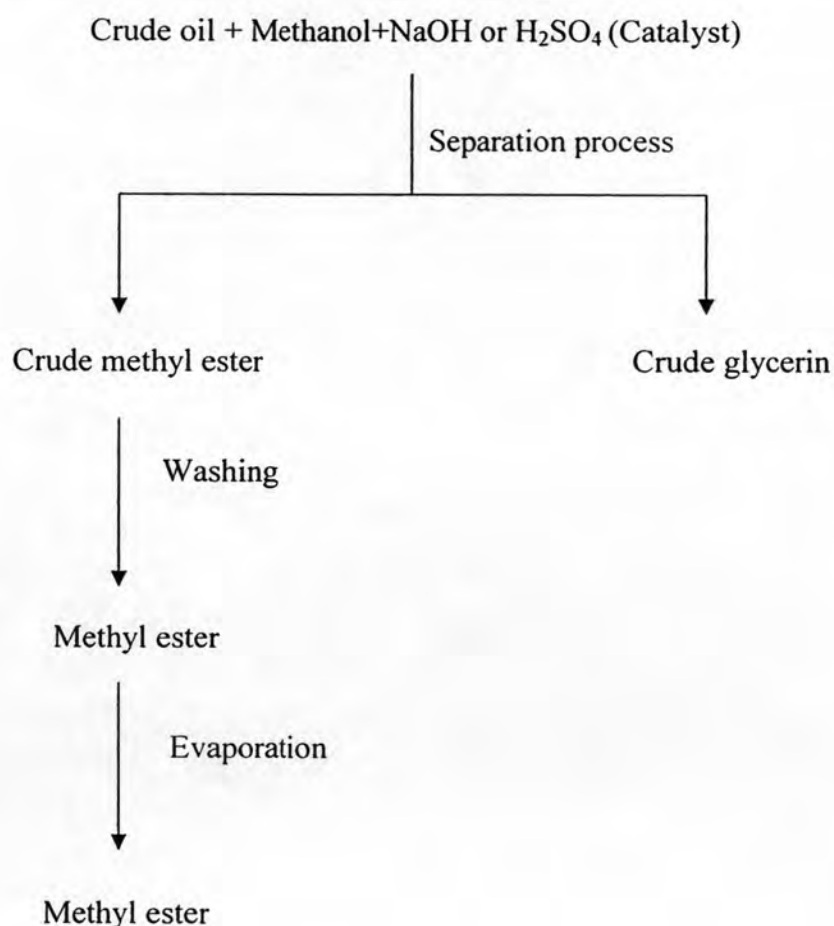 Crude oil + Methanol+NaOH or H₂SO₄ (Catalyst)
Separation process
Crude methyl ester
Crude glycerin
Washing
Methyl ester
Evaporation
Methyl ester